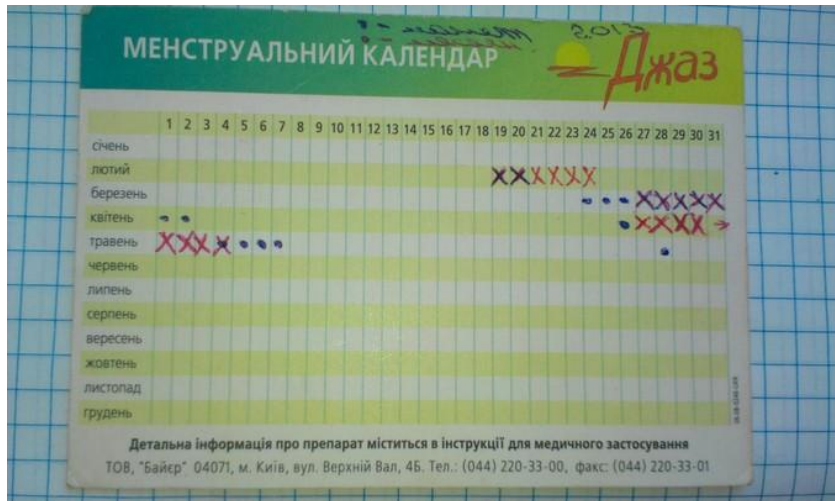 2013
МЕНСТРУАЛЬНИЙ КАЛЕНДАР
Джаз
1 2 3 4 5 6 7 8 9 10 11 12 13 14 15 16 17 18 19 20 21 22 23 24 25 26 27 28 29 30 31
січень
лютий
березень
квітень
травень
червень
липень
серпень
вересень
жовтень
листопад
грудень
Детальна інформація про препарат міститься в інструкції для медичного застосування
ТОВ, "Байєр" 04071, м. Київ, вул. Верхній Вал, 4Б. Тел.: (044) 220-33-00, факс: (044) 220-33-01